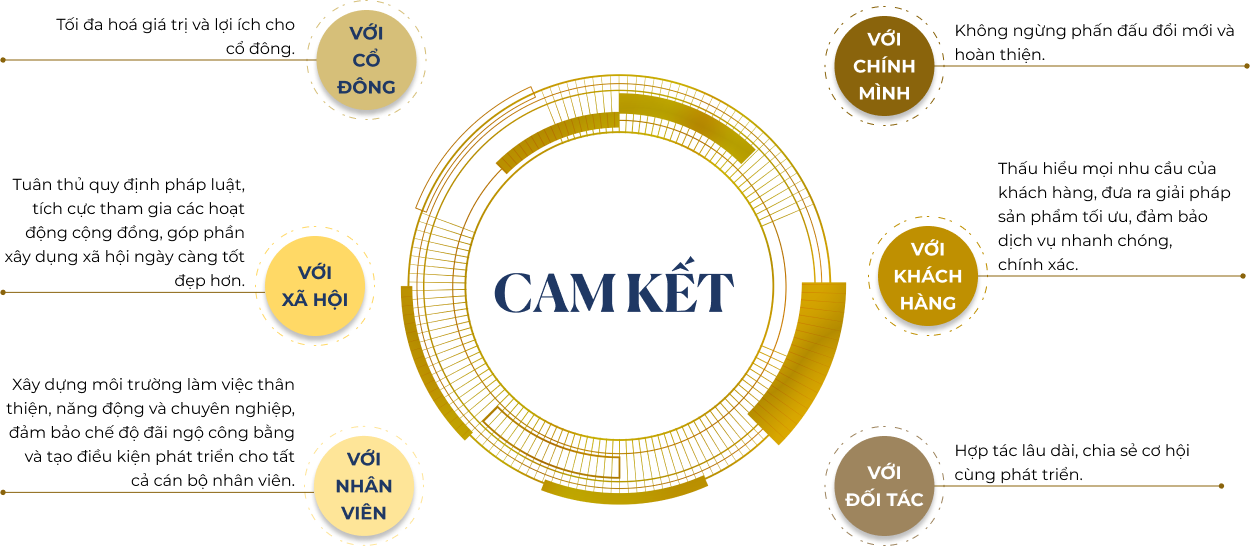 Tối đa hoá giá trị và lợi ích cho
cổ đông.
VỚI
CỔ
ĐÔNG
VỚI
CHÍNH
MÌNH
Không ngừng phấn đấu đổi mới và
hoàn thiện.
Tuân thủ quy định pháp luật,
tích cực tham gia các hoạt
động cộng đồng, góp phần
xây dụng xã hội ngày càng tốt
đẹp hơn.
VỚI
XÃ HỘI
CAM KẾT
VỚI
KHÁCH
HÀNG
Thấu hiểu mọi nhu cầu của
khách hàng, đưa ra giải pháp
sản phẩm tối ưu, đảm bảo
dịch vụ nhanh chóng,
chính xác.
Xây dựng môi trường làm việc thân
thiện, năng động và chuyên nghiệp,
đảm bảo chế độ đãi ngộ công bằng
và tạo điều kiện phát triển cho tất
cả cán bộ nhân viên.
VỚI
NHÂN
VIÊN
VỚI
ĐỐI TÁC
Hợp tác lâu dài, chia sẻ cơ hội
cùng phát triển.